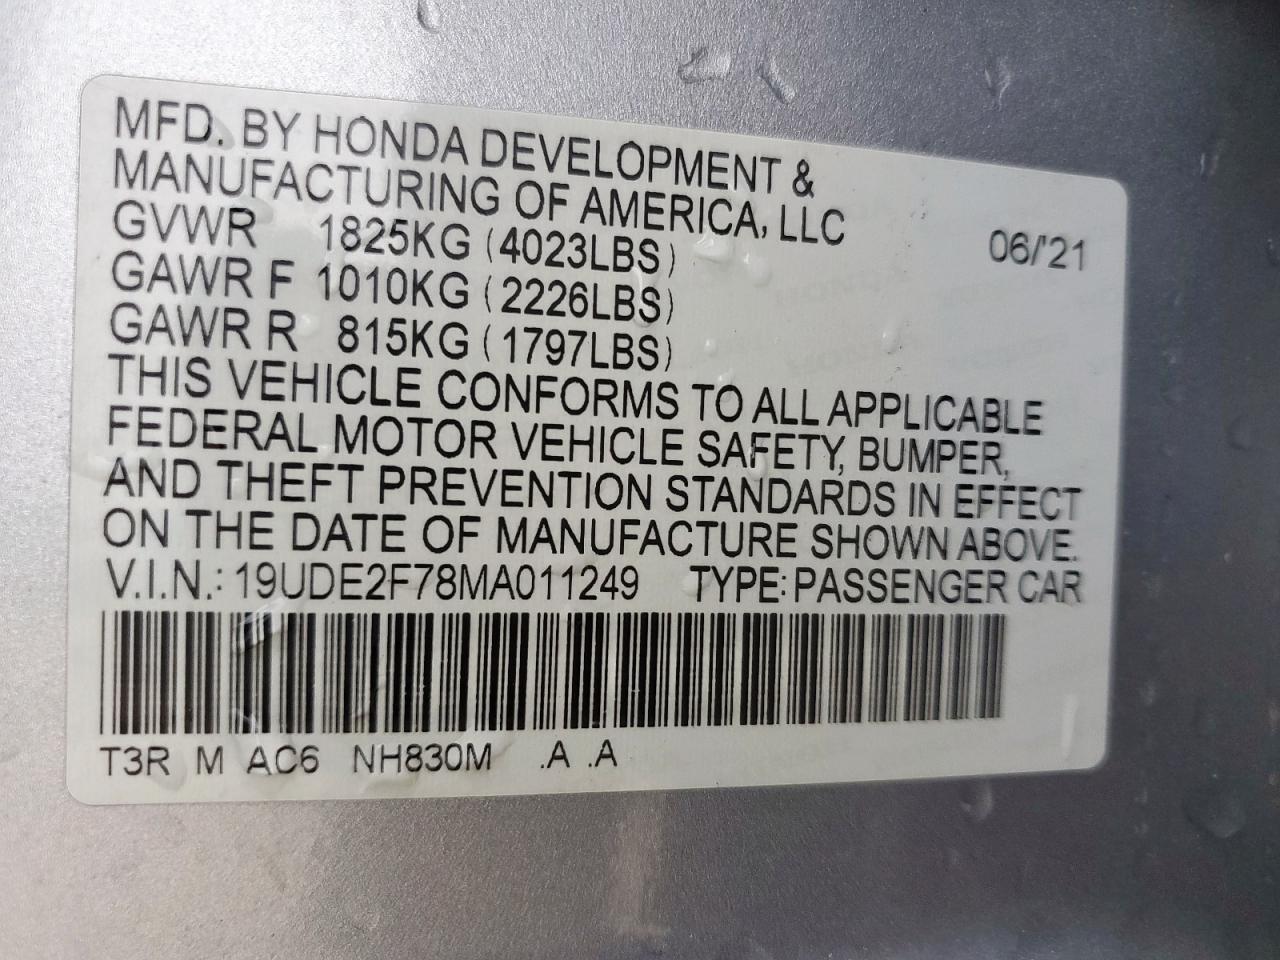 MFD. BY HONDA DEVELOPMENT &
MANUFACTURING OF AMERICA, LLC
06/'21
GVWR 1825KG (4023LBS)
GAWR F 1010KG (2226LBS)
GAWR R 815KG (1797LBS)
THIS VEHICLE CONFORMS TO ALL APPLICABLE
FEDERAL MOTOR VEHICLE SAFETY, BUMPER,
AND THEFT PREVENTION STANDARDS IN EFFECT
ON THE DATE OF MANUFACTURE SHOWN ABOVE.
V.I.N.: 19UDE2F78MA011249 TYPE: PASSENGER CAR
T3R M AC6 NH830M .A .A